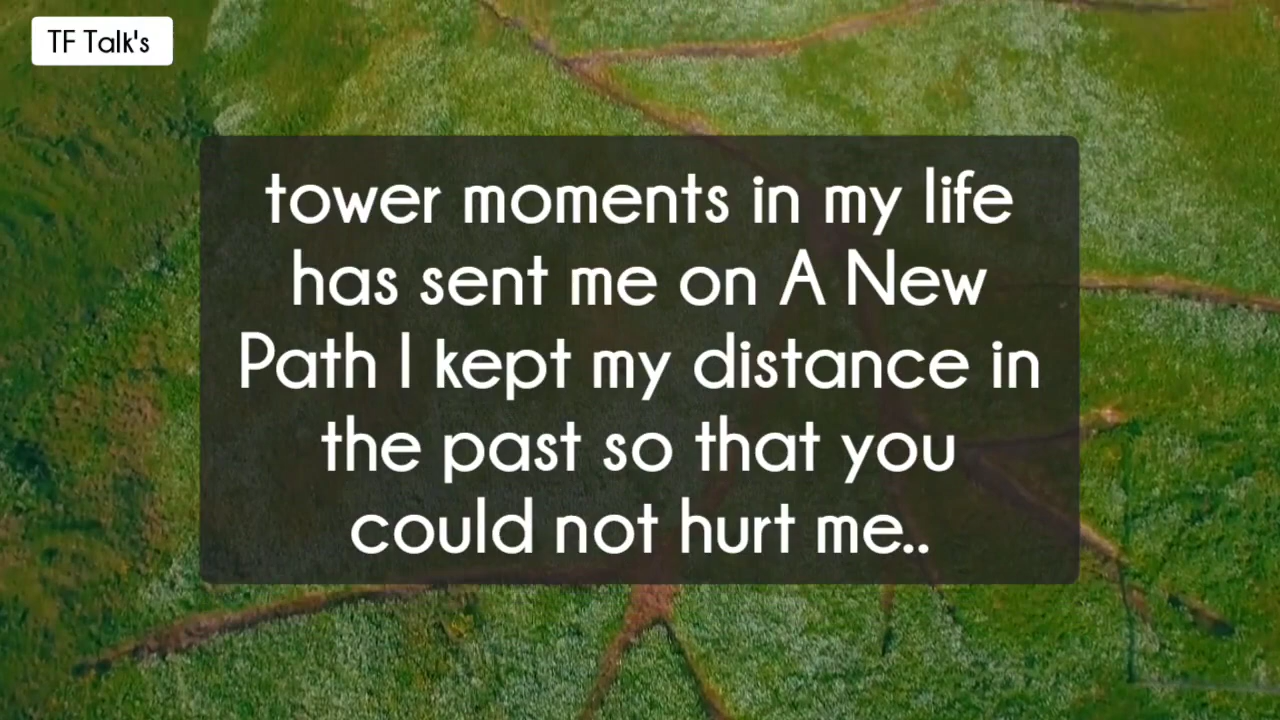 TF Talk's
tower moments in my life
has sent me on A New
Path I kept my distance in
the past so that you
could not hurt me..